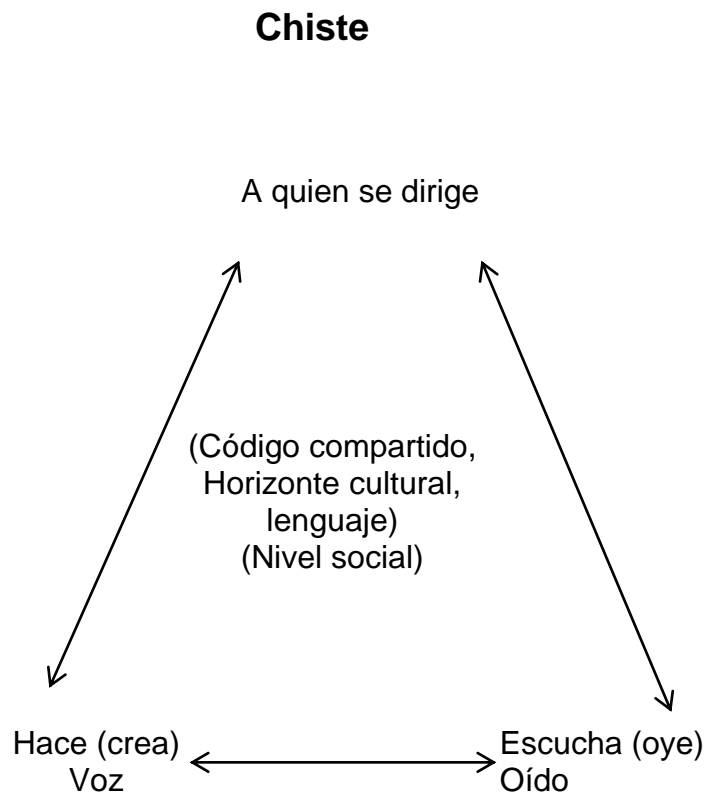 Chiste
A quien se dirige
(Código compartido,
Horizonte cultural,
lenguaje)
(Nivel social)
Hace (crea)
Voz
Escucha (oye)
Oído